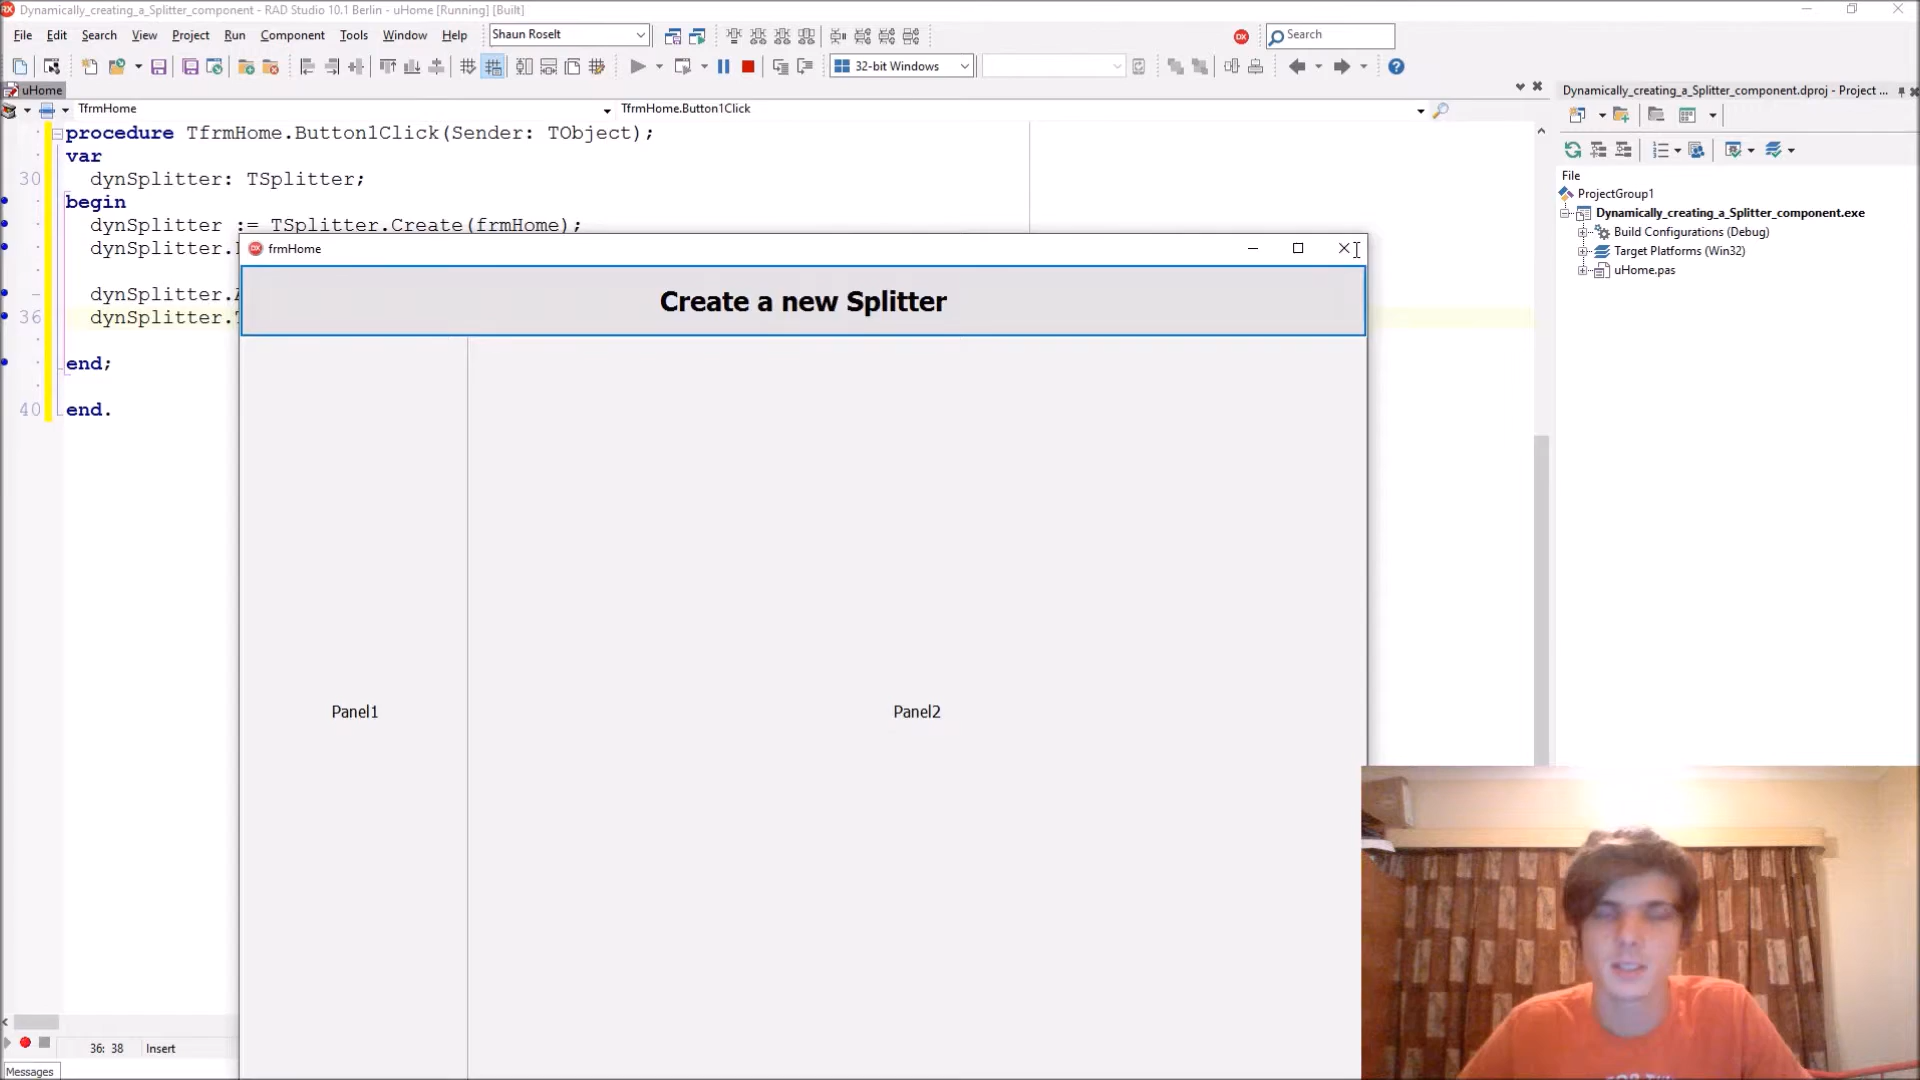 Dynamically_creating_a_Splitter_component - RAD Studio 10.1 Berlin - uHome [Running] [Built]
File Edit Search View Project Run Component Tools Window Help Shaun Roselt Search
32-bit Windows
uHome
Dynamically_creating_a_Splitter_component.dproj - Project ...
TfrmHome TfrmHome.Button1Click
procedure TfrmHome.Button1Click(Sender: TObject);
var
30 dynSplitter: TSplitter;
begin
dynSplitter := TSplitter.Create(frmHome);
dynSplitter.
dynSplitter.
36 dynSplitter.
end;
40 end.
frmHome
Create a new Splitter
Panel1
Panel2
File
ProjectGroup1
Dynamically_creating_a_Splitter_component.exe
Build Configurations (Debug)
Target Platforms (Win32)
uHome.pas
36: 38 Insert
Messages